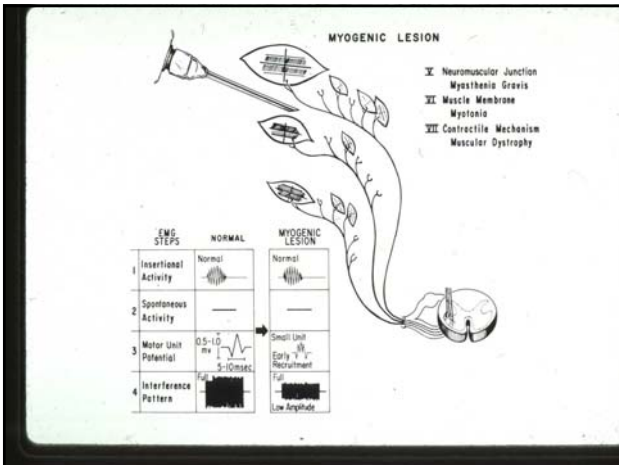 MYOGENIC LESION
V Neuromuscular Junction
Myasthenia Gravis
VI Muscle Membrane
Myotonia
VII Contractile Mechanism
Muscular Dystrophy
EMG STEPS
NORMAL
MYOGENIC LESION
1 Insertional Activity
Normal
Normal
2 Spontaneous Activity
3 Motor Unit Potential
0.5-1.0 mv
5-10msec
Small Unit
Early Recruitment
4 Interference Pattern
Full
Full
Low Amplitude